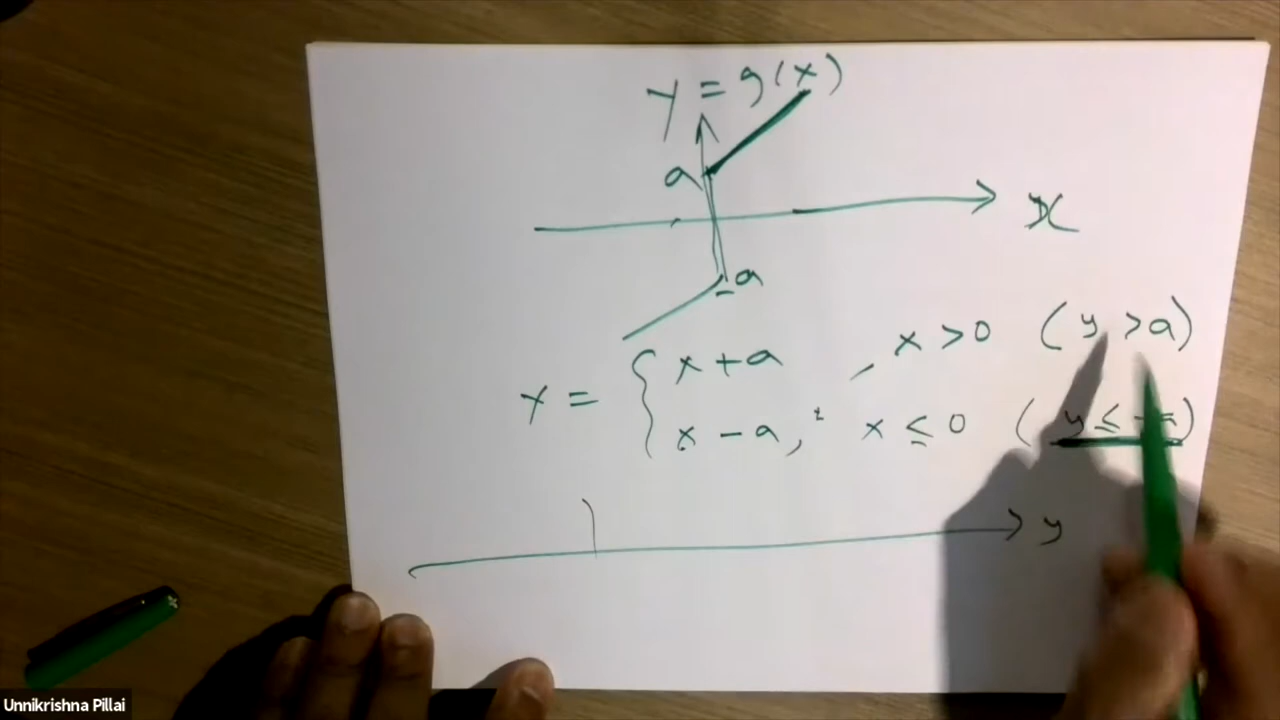 Y = g(x)
a
x
-a
Y = { x + a , x > 0 (y > a)
x - a, x ≤ 0 (y ≤ -a)
y
Unnikrishna Pillai